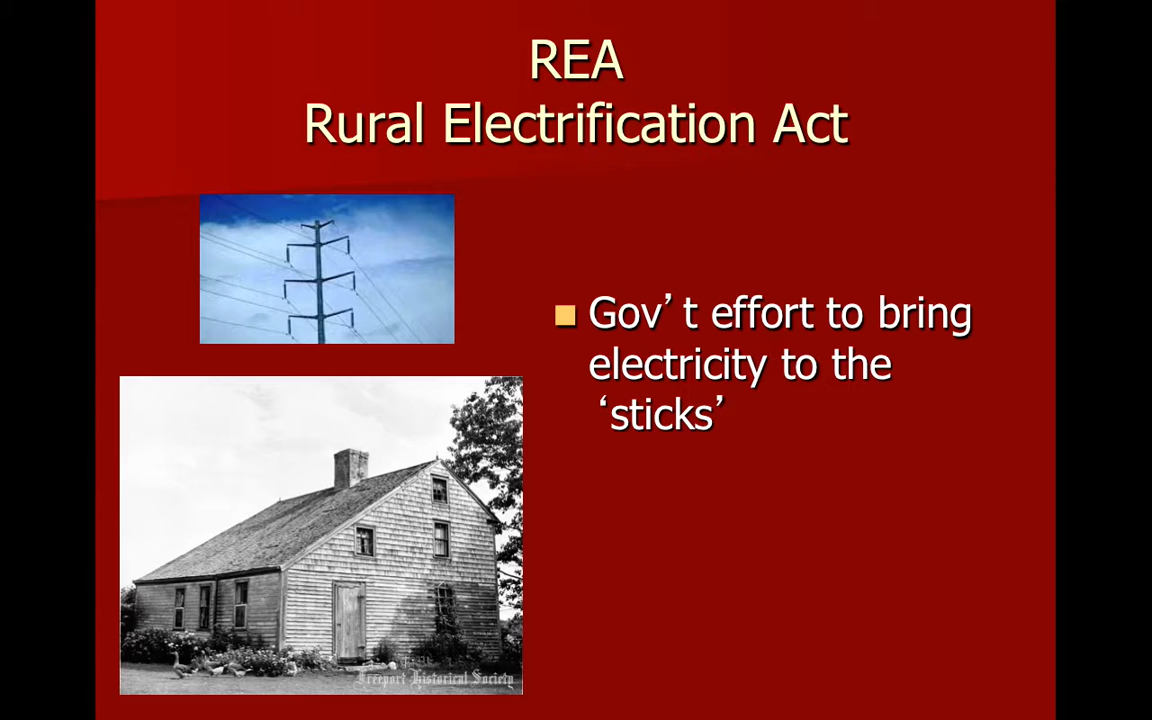 REA
Rural Electrification Act
Gov’t effort to bring
electricity to the
‘sticks’
Freeport Historical Society